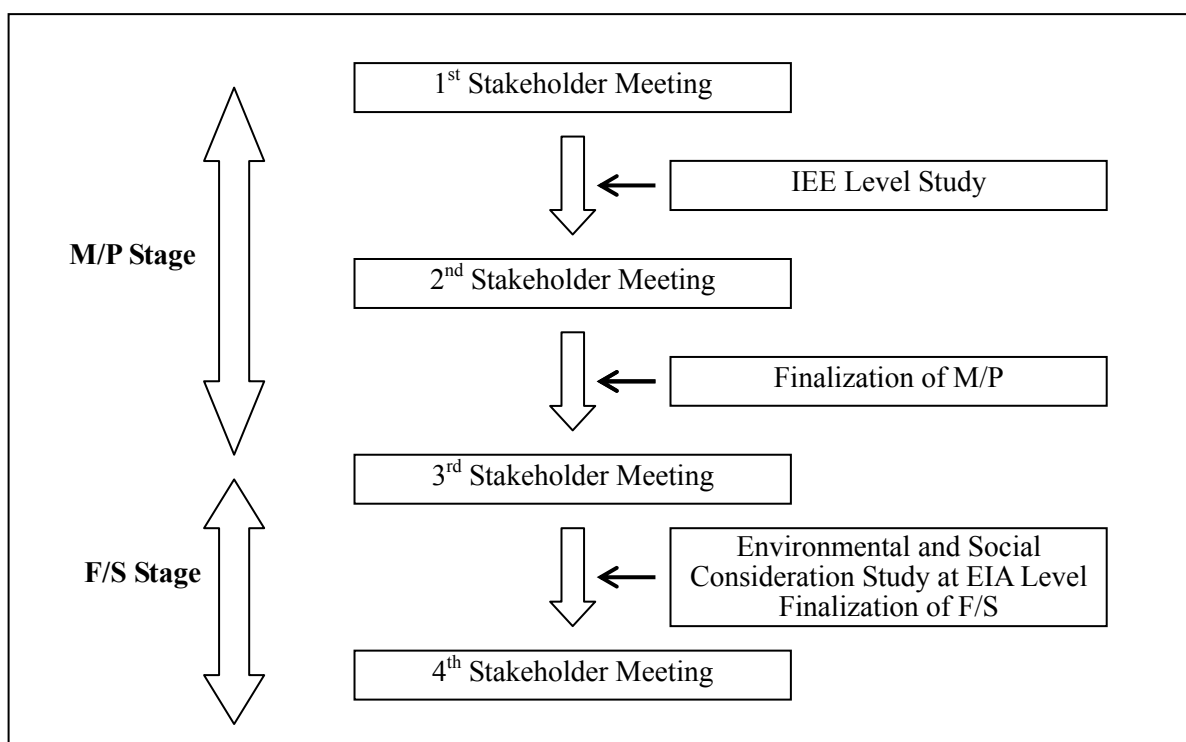 1st Stakeholder Meeting
IEE Level Study
M/P Stage
2nd Stakeholder Meeting
Finalization of M/P
3rd Stakeholder Meeting
F/S Stage
Environmental and Social
Consideration Study at EIA Level
Finalization of F/S
4th Stakeholder Meeting